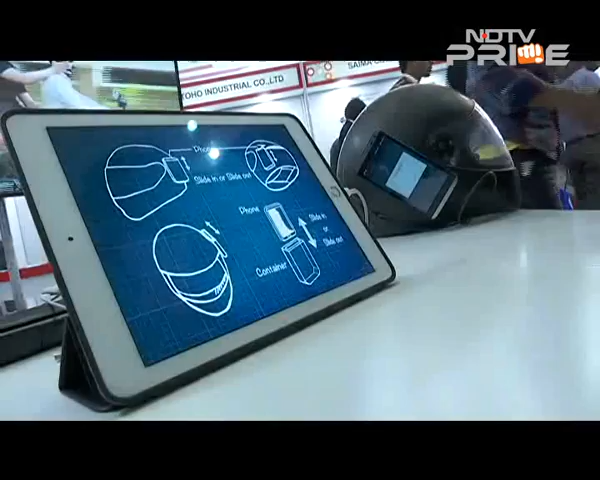 NDTV
PRIME
TOHO INDUSTRIAL CO.,LTD
SAIMA
Phone
Slide in or Slide out
Phone
Slide in
or
Slide out
Container